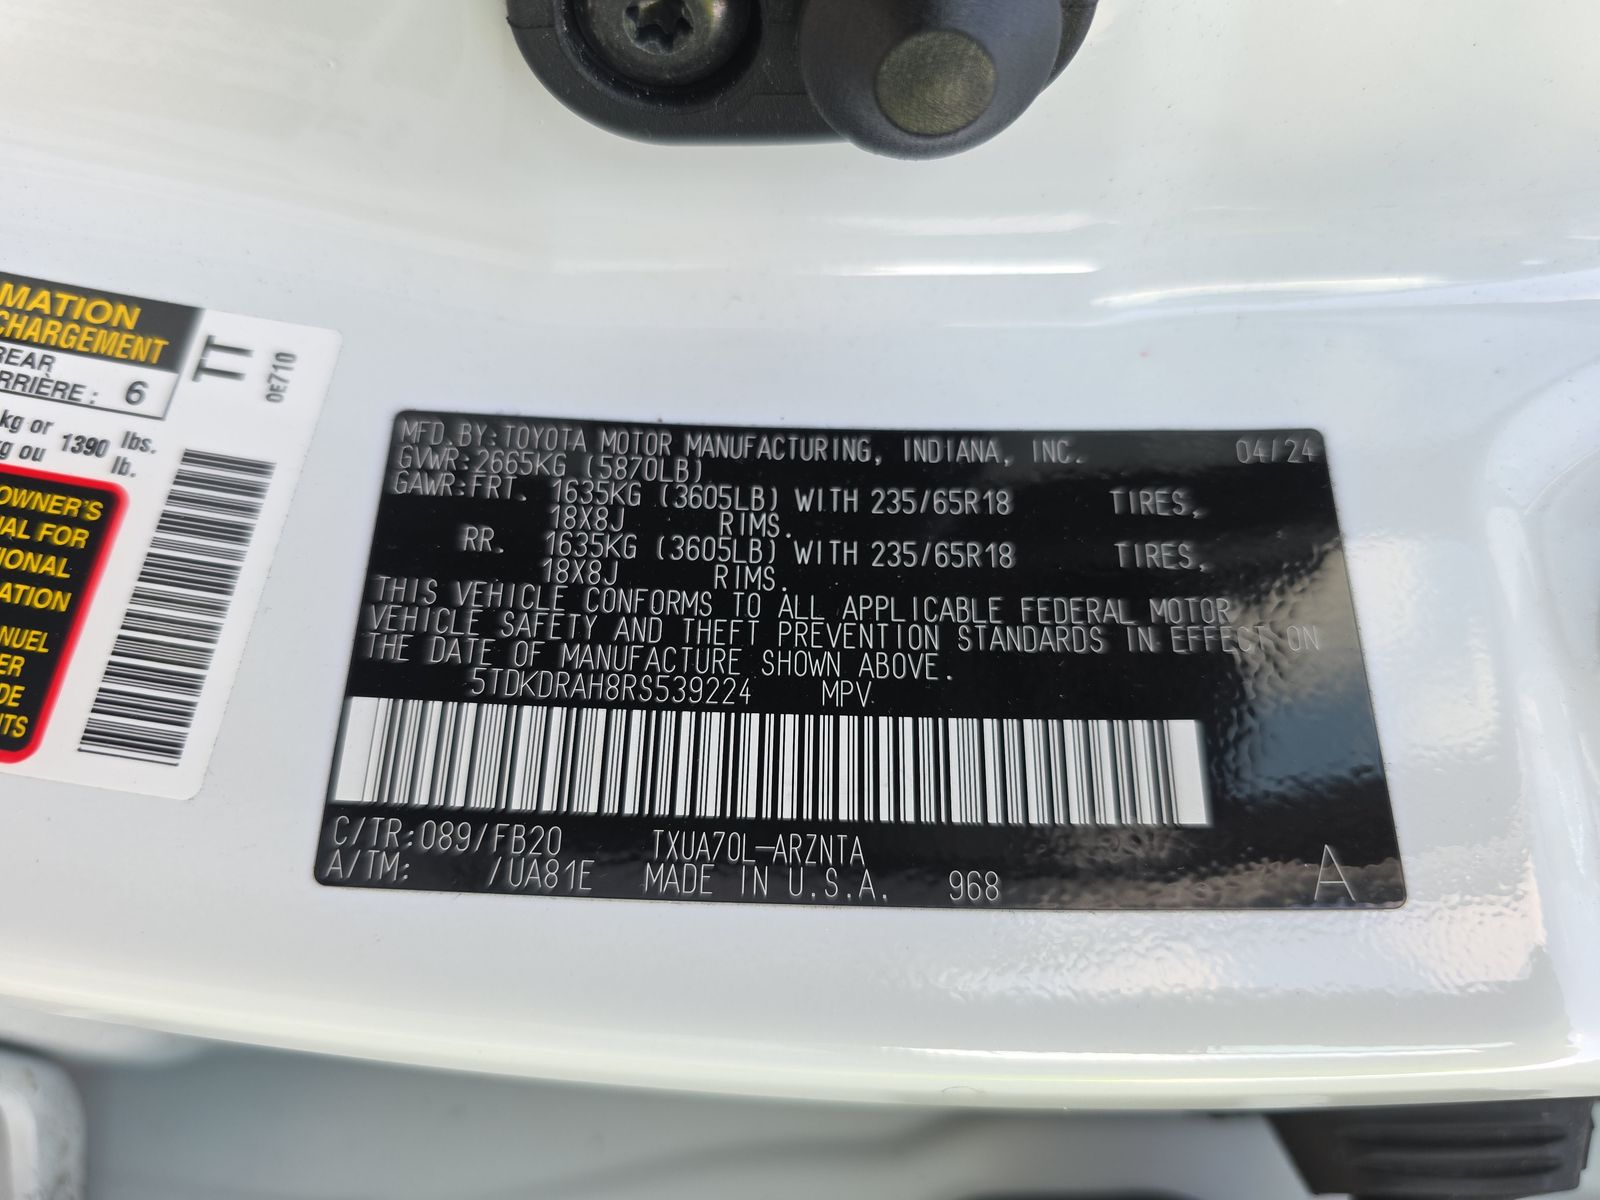 MATION
CHARGEMENT
REAR
RRIÈRE : 6
kg or
kg ou 1390 lbs.
lb.
TT
0E710
OWNER'S
AL FOR
IONAL
ATION
NUEL
ER
DE
TS
MFD.BY:TOYOTA MOTOR MANUFACTURING, INDIANA, INC. 04/24
GVWR:2665KG (5870LB)
GAWR:FRT. 1635KG (3605LB) WITH 235/65R18 TIRES,
18X8J RIMS.
RR. 1635KG (3605LB) WITH 235/65R18 TIRES,
18X8J RIMS.
THIS VEHICLE CONFORMS TO ALL APPLICABLE FEDERAL MOTOR
VEHICLE SAFETY AND THEFT PREVENTION STANDARDS IN EFFECT ON
THE DATE OF MANUFACTURE SHOWN ABOVE.
5TDKDRAH8RS539224 MPV
C/TR:089/FB20 TXUA70L-ARZNTA
A/TM: /UA81E MADE IN U.S.A. 968 A